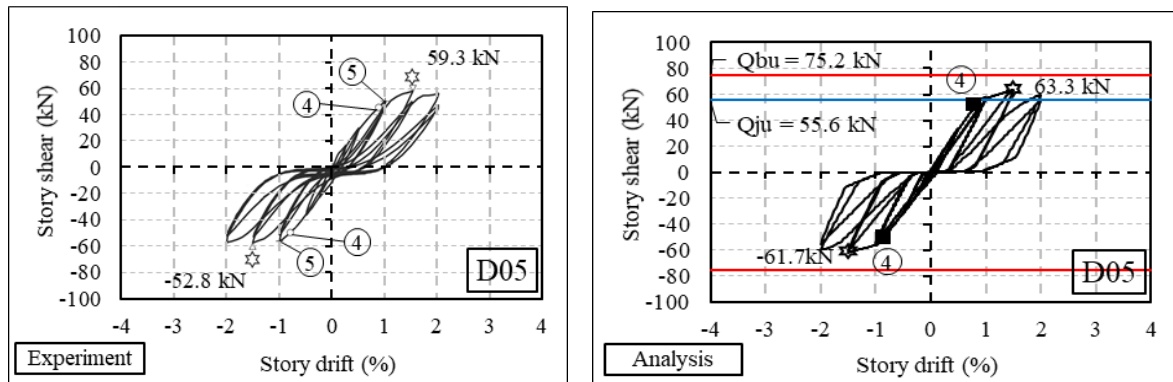 100
80
60
40
20
0
-20
-40
-60
-80
-100
Story shear (kN)
59.3 kN
5
4
4
5
-52.8 kN
D05
-4 -3 -2 -1 0 1 2 3 4
Story drift (%)
Experiment
100
80
60
40
20
0
-20
-40
-60
-80
-100
Story shear (kN)
Qbu = 75.2 kN
4
63.3 kN
Qju = 55.6 kN
-61.7kN
4
D05
-4 -3 -2 -1 0 1 2 3 4
Story drift (%)
Analysis